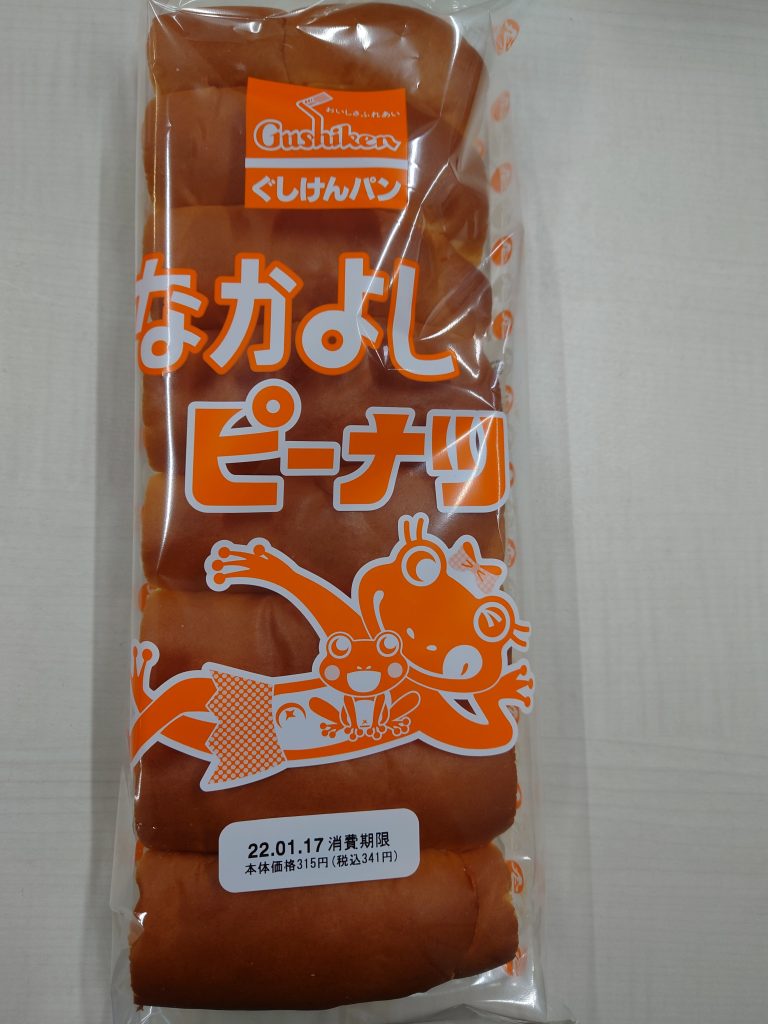 おいしさふれあい
Gushiken
ぐしけんパン
なかよし
ピーナツ
22.01.17 消費期限
本体価格315円(税込341円)